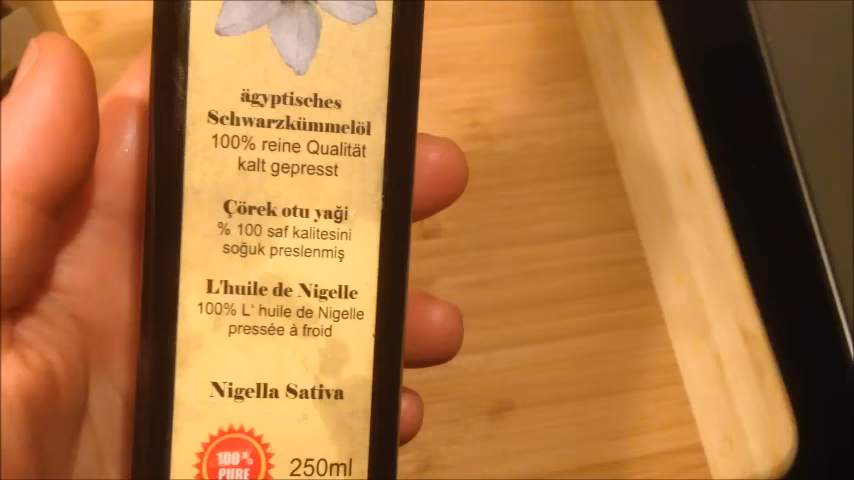 ägyptisches
Schwarzkümmelöl
100% reine Qualität
kalt gepresst
Çörek otu yaği
% 100 saf kalitesini
soğuk preslenmiş
L'huile de Nigelle
100% L' huile de Nigelle
pressée à froid
Nigella Sativa
100%
PURE
250ml